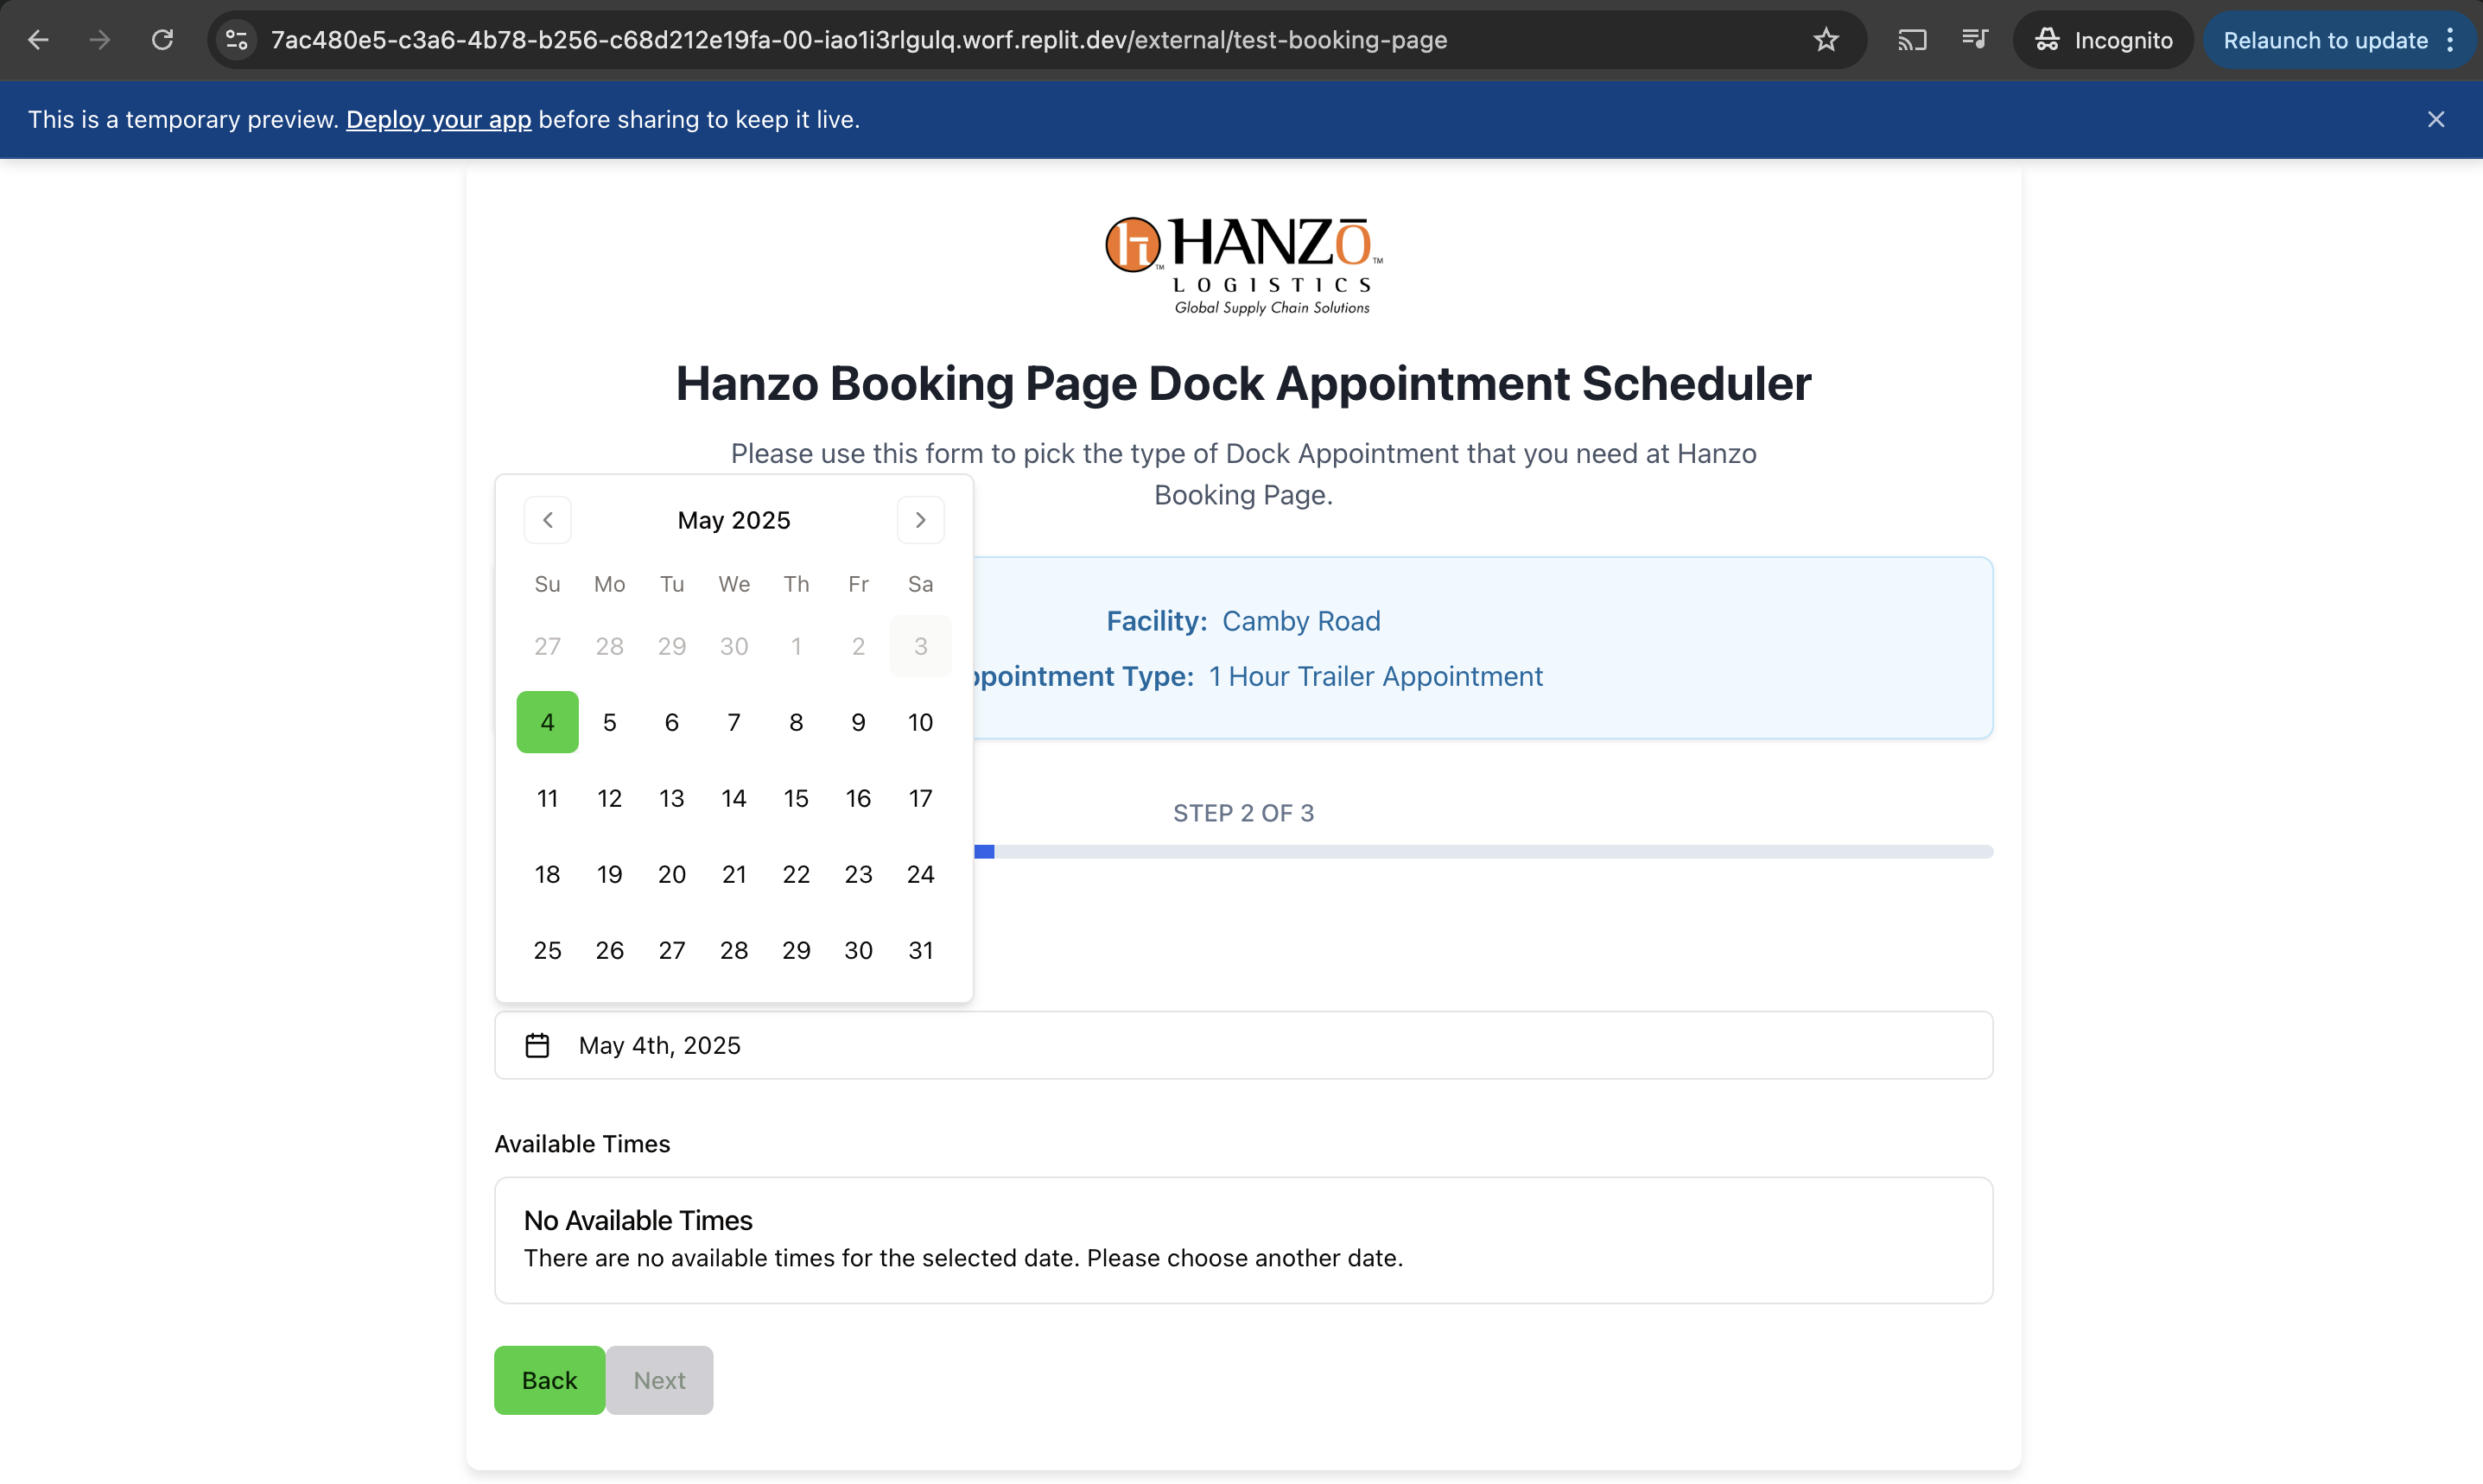 7ac480e5-c3a6-4b78-b256-c68d212e19fa-00-iao1i3rlgulq.worf.replit.dev/external/test-booking-page
Incognito
Relaunch to update
This is a temporary preview. Deploy your app before sharing to keep it live.
HANZŌ™
LOGISTICS
Global Supply Chain Solutions
Hanzo Booking Page Dock Appointment Scheduler
Please use this form to pick the type of Dock Appointment that you need at Hanzo
Booking Page.
May 2025
Su Mo Tu We Th Fr Sa
27 28 29 30 1 2 3
4 5 6 7 8 9 10
11 12 13 14 15 16 17
18 19 20 21 22 23 24
25 26 27 28 29 30 31
Facility: Camby Road
ppointment Type: 1 Hour Trailer Appointment
STEP 2 OF 3
May 4th, 2025
Available Times
No Available Times
There are no available times for the selected date. Please choose another date.
Back
Next